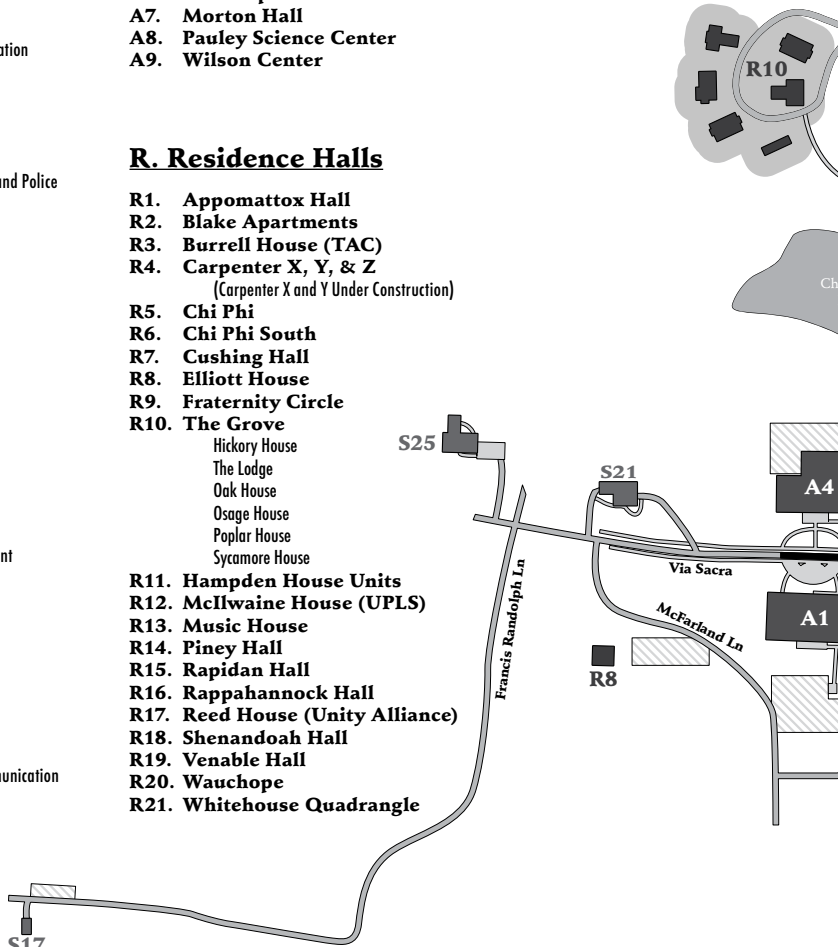 A7. Morton Hall
A8. Pauley Science Center
A9. Wilson Center
R. Residence Halls
R1. Appomattox Hall
R2. Blake Apartments
R3. Burrell House (TAC)
R4. Carpenter X, Y, & Z
(Carpenter X and Y Under Construction)
R5. Chi Phi
R6. Chi Phi South
R7. Cushing Hall
R8. Elliott House
R9. Fraternity Circle
R10. The Grove
Hickory House
The Lodge
Oak House
Osage House
Poplar House
Sycamore House
R11. Hampden House Units
R12. McIlwaine House (UPLS)
R13. Music House
R14. Piney Hall
R15. Rapidan Hall
R16. Rappahannock Hall
R17. Reed House (Unity Alliance)
R18. Shenandoah Hall
R19. Venable Hall
R20. Wauchope
R21. Whitehouse Quadrangle
and Police
R10
Ch
S25
S21
A4
Via Sacra
Francis Randolph Ln
McFarland Ln
A1
R8
S17